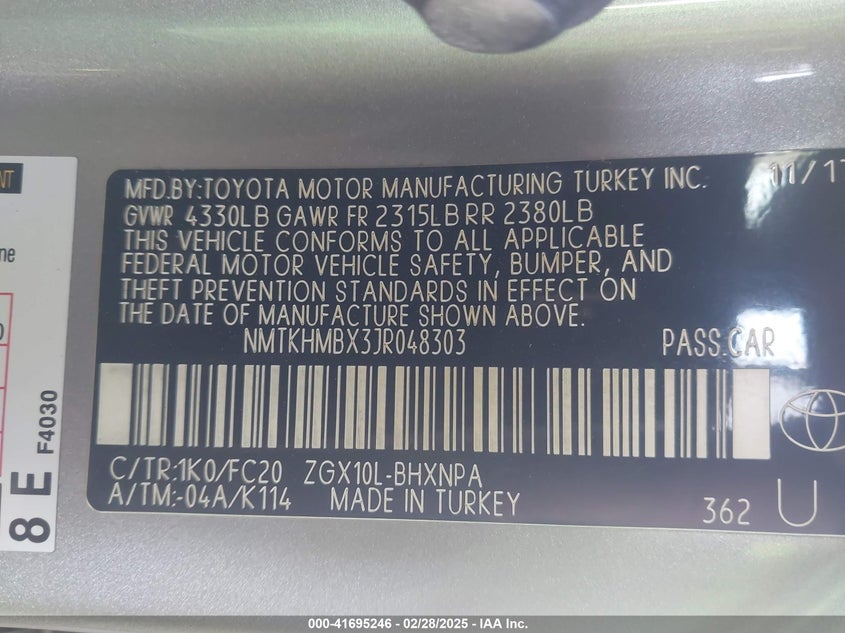 MFD.BY:TOYOTA MOTOR MANUFACTURING TURKEY INC. 11/17
GVWR 4330LB GAWR FR 2315LB RR 2380LB
THIS VEHICLE CONFORMS TO ALL APPLICABLE
FEDERAL MOTOR VEHICLE SAFETY, BUMPER, AND
THEFT PREVENTION STANDARDS IN EFFECT ON
THE DATE OF MANUFACTURE SHOWN ABOVE.
NMTKHMBX3JR048303 PASS.CAR
C/TR:1K0/FC20 ZGX10L-BHXNPA
A/TM:-04A/K114 MADE IN TURKEY
362 U
8 E F4030
000-41695246 - 02/28/2025 - IAA Inc.